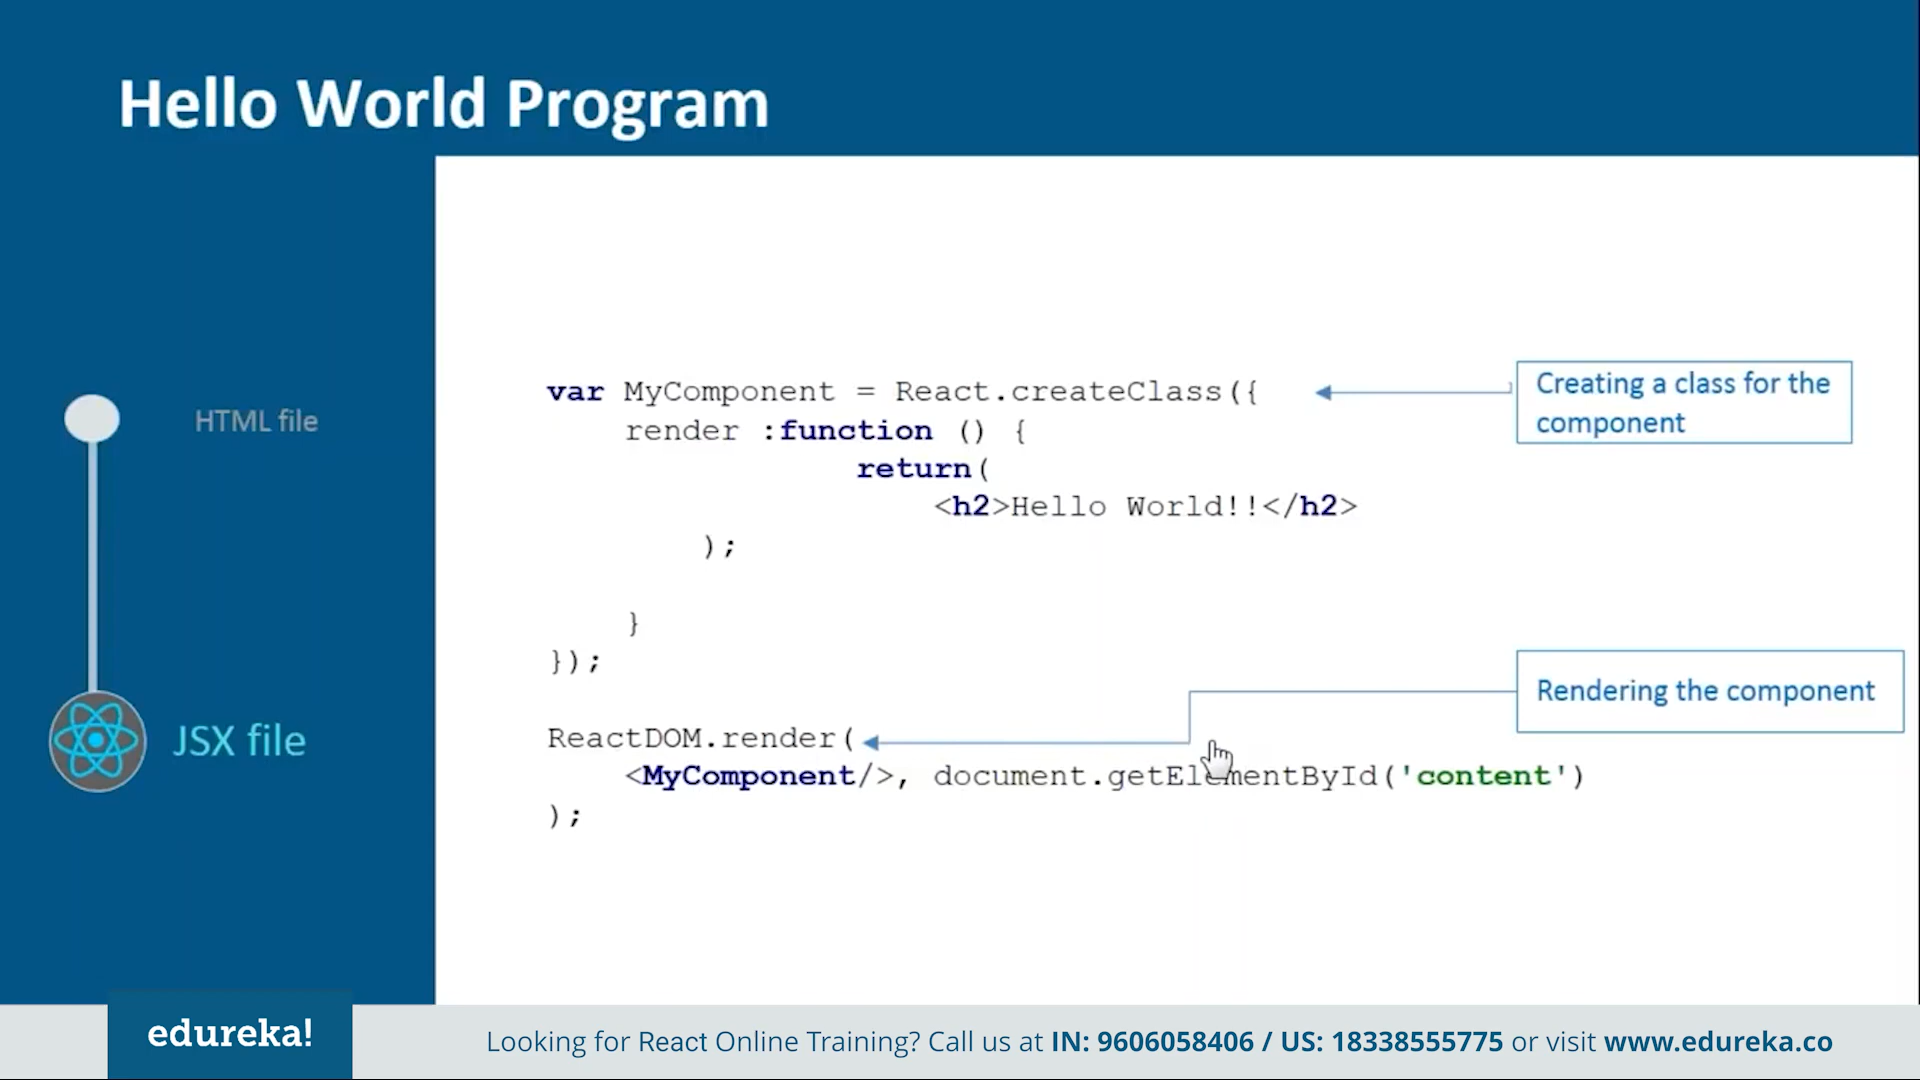 Hello World Program
HTML file
JSX file
var MyComponent = React.createClass({
render :function () {
return(
<h2>Hello World!!</h2>
);
}
});
ReactDOM.render(
<MyComponent/>, document.getElementById('content')
);
Creating a class for the
component
Rendering the component
edureka!
Looking for React Online Training? Call us at IN: 9606058406 / US: 18338555775 or visit www.edureka.co